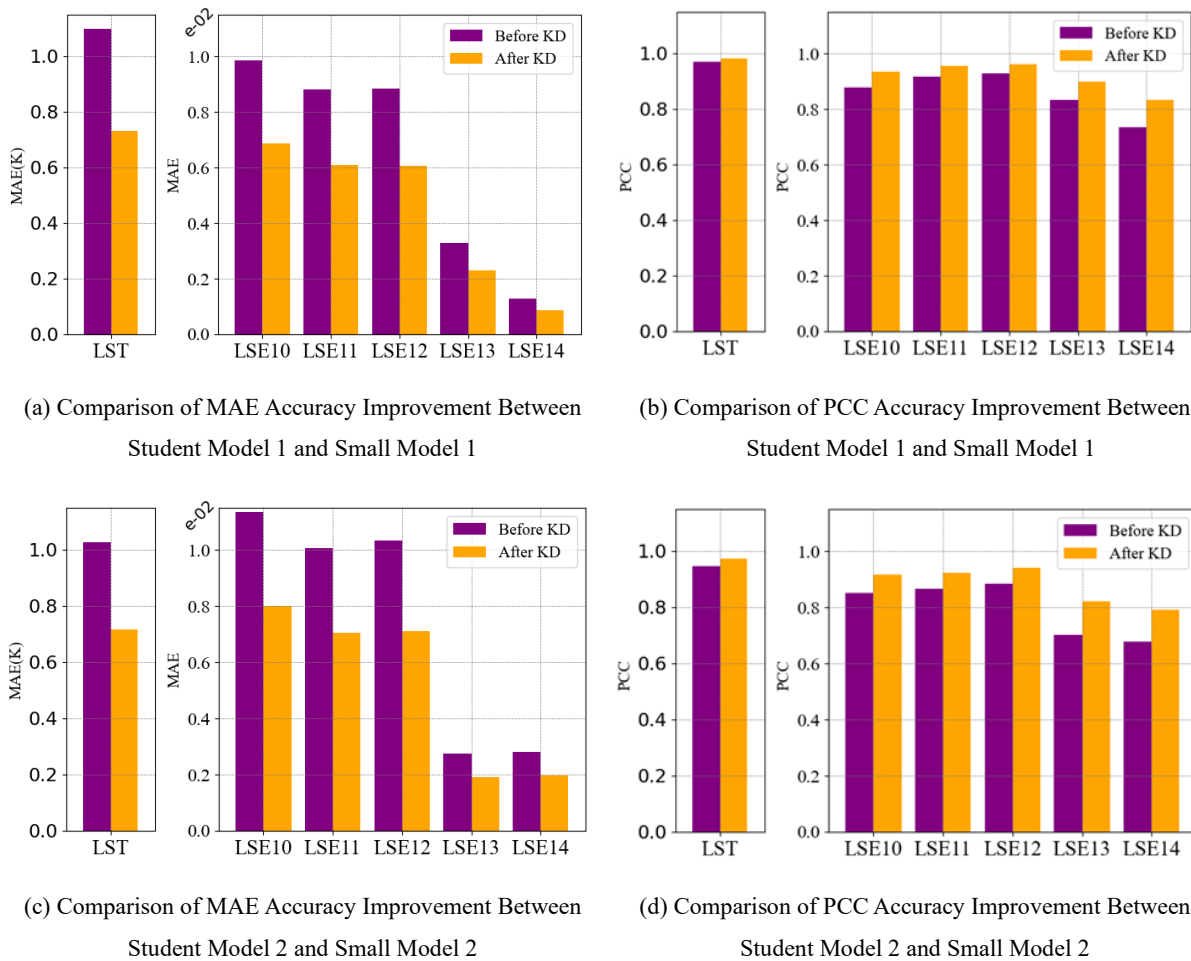 e-02
1.0
0.8
0.6
0.4
0.2
0.0
MAE(K)
LST
1.0
0.8
0.6
0.4
0.2
0.0
MAE
Before KD
After KD
LSE10 LSE11 LSE12 LSE13 LSE14
(a) Comparison of MAE Accuracy Improvement Between
Student Model 1 and Small Model 1
1.0
0.8
0.6
0.4
0.2
0.0
PCC
LST
1.0
0.8
0.6
0.4
0.2
0.0
PCC
Before KD
After KD
LSE10 LSE11 LSE12 LSE13 LSE14
(b) Comparison of PCC Accuracy Improvement Between
Student Model 1 and Small Model 1
e-02
1.0
0.8
0.6
0.4
0.2
0.0
MAE(K)
LST
1.0
0.8
0.6
0.4
0.2
0.0
MAE
Before KD
After KD
LSE10 LSE11 LSE12 LSE13 LSE14
(c) Comparison of MAE Accuracy Improvement Between
Student Model 2 and Small Model 2
1.0
0.8
0.6
0.4
0.2
0.0
PCC
LST
1.0
0.8
0.6
0.4
0.2
0.0
PCC
Before KD
After KD
LSE10 LSE11 LSE12 LSE13 LSE14
(d) Comparison of PCC Accuracy Improvement Between
Student Model 2 and Small Model 2